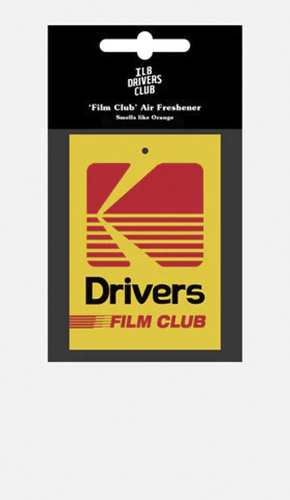 ILB
DRIVERS
CLUB
'Film Club' Air Freshener
Smells like Orange
Drivers
FILM CLUB